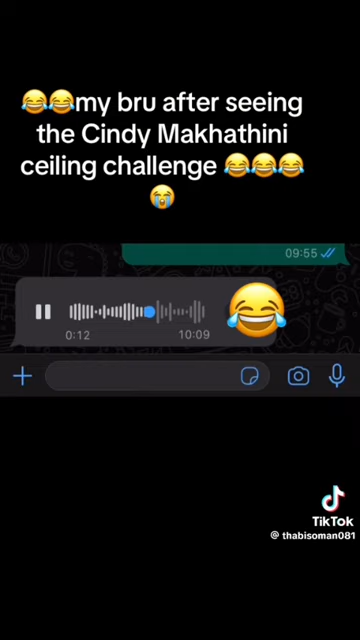 😂😂my bru after seeing
the Cindy Makhathini
ceiling challenge 😂😂😂
😭
09:55
0:12 10:09
TikTok
@ thabisoman081